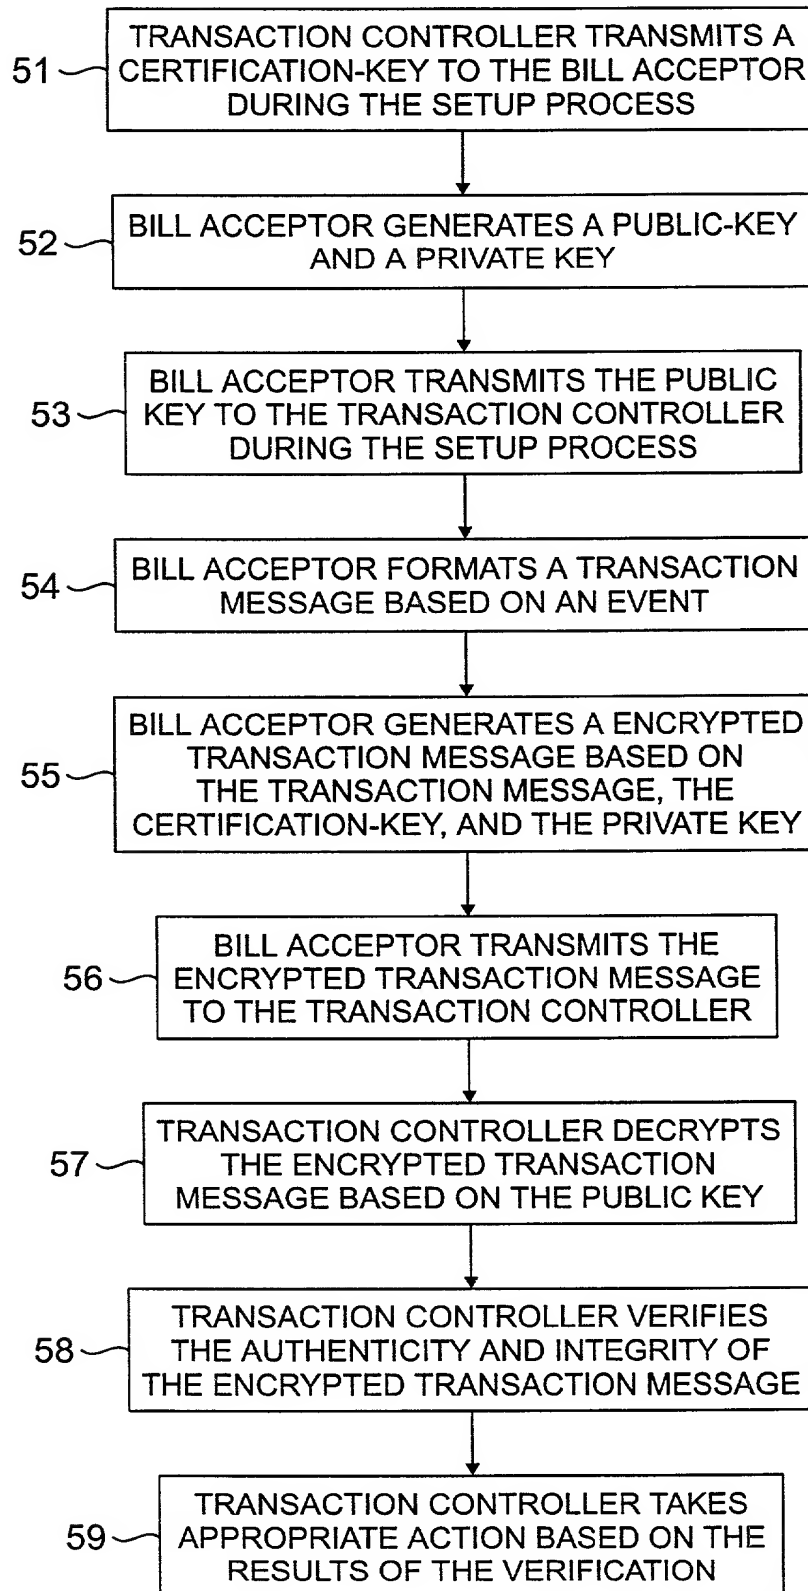 51
TRANSACTION CONTROLLER TRANSMITS A
CERTIFICATION-KEY TO THE BILL ACCEPTOR
DURING THE SETUP PROCESS
52
BILL ACCEPTOR GENERATES A PUBLIC-KEY
AND A PRIVATE KEY
53
BILL ACCEPTOR TRANSMITS THE PUBLIC
KEY TO THE TRANSACTION CONTROLLER
DURING THE SETUP PROCESS
54
BILL ACCEPTOR FORMATS A TRANSACTION
MESSAGE BASED ON AN EVENT
55
BILL ACCEPTOR GENERATES A ENCRYPTED
TRANSACTION MESSAGE BASED ON
THE TRANSACTION MESSAGE, THE
CERTIFICATION-KEY, AND THE PRIVATE KEY
56
BILL ACCEPTOR TRANSMITS THE
ENCRYPTED TRANSACTION MESSAGE
TO THE TRANSACTION CONTROLLER
57
TRANSACTION CONTROLLER DECRYPTS
THE ENCRYPTED TRANSACTION
MESSAGE BASED ON THE PUBLIC KEY
58
TRANSACTION CONTROLLER VERIFIES
THE AUTHENTICITY AND INTEGRITY OF
THE ENCRYPTED TRANSACTION MESSAGE
59
TRANSACTION CONTROLLER TAKES
APPROPRIATE ACTION BASED ON THE
RESULTS OF THE VERIFICATION